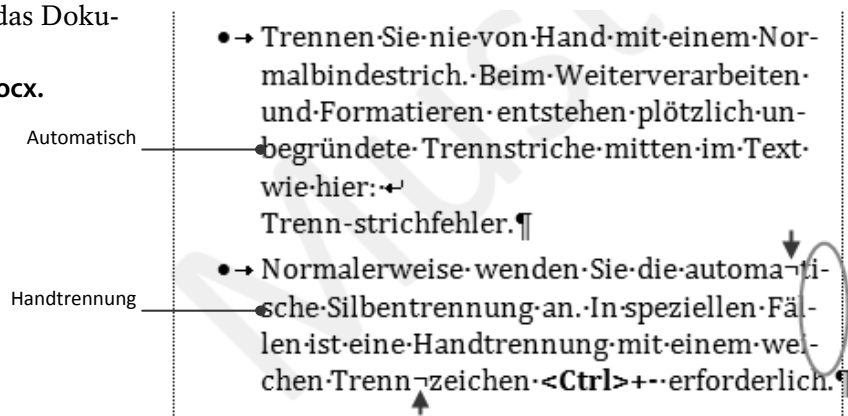 das Doku-
ocx.
Automatisch
Handtrennung
●→Trennen·Sie·nie·von·Hand·mit·einem·Nor-
malbindestrich.·Beim·Weiterverarbeiten·
und·Formatieren·entstehen·plötzlich·un-
begründete·Trennstriche·mitten·im·Text·
wie·hier:·↵
Trenn-strichfehler.¶
●→Normalerweise·wenden·Sie·die·automa¬ti-
sche·Silbentrennung·an.·In·speziellen·Fäl-
len·ist·eine·Handtrennung·mit·einem·wei-
chen·Trenn¬zeichen·<Ctrl>+-·erforderlich.¶
Must